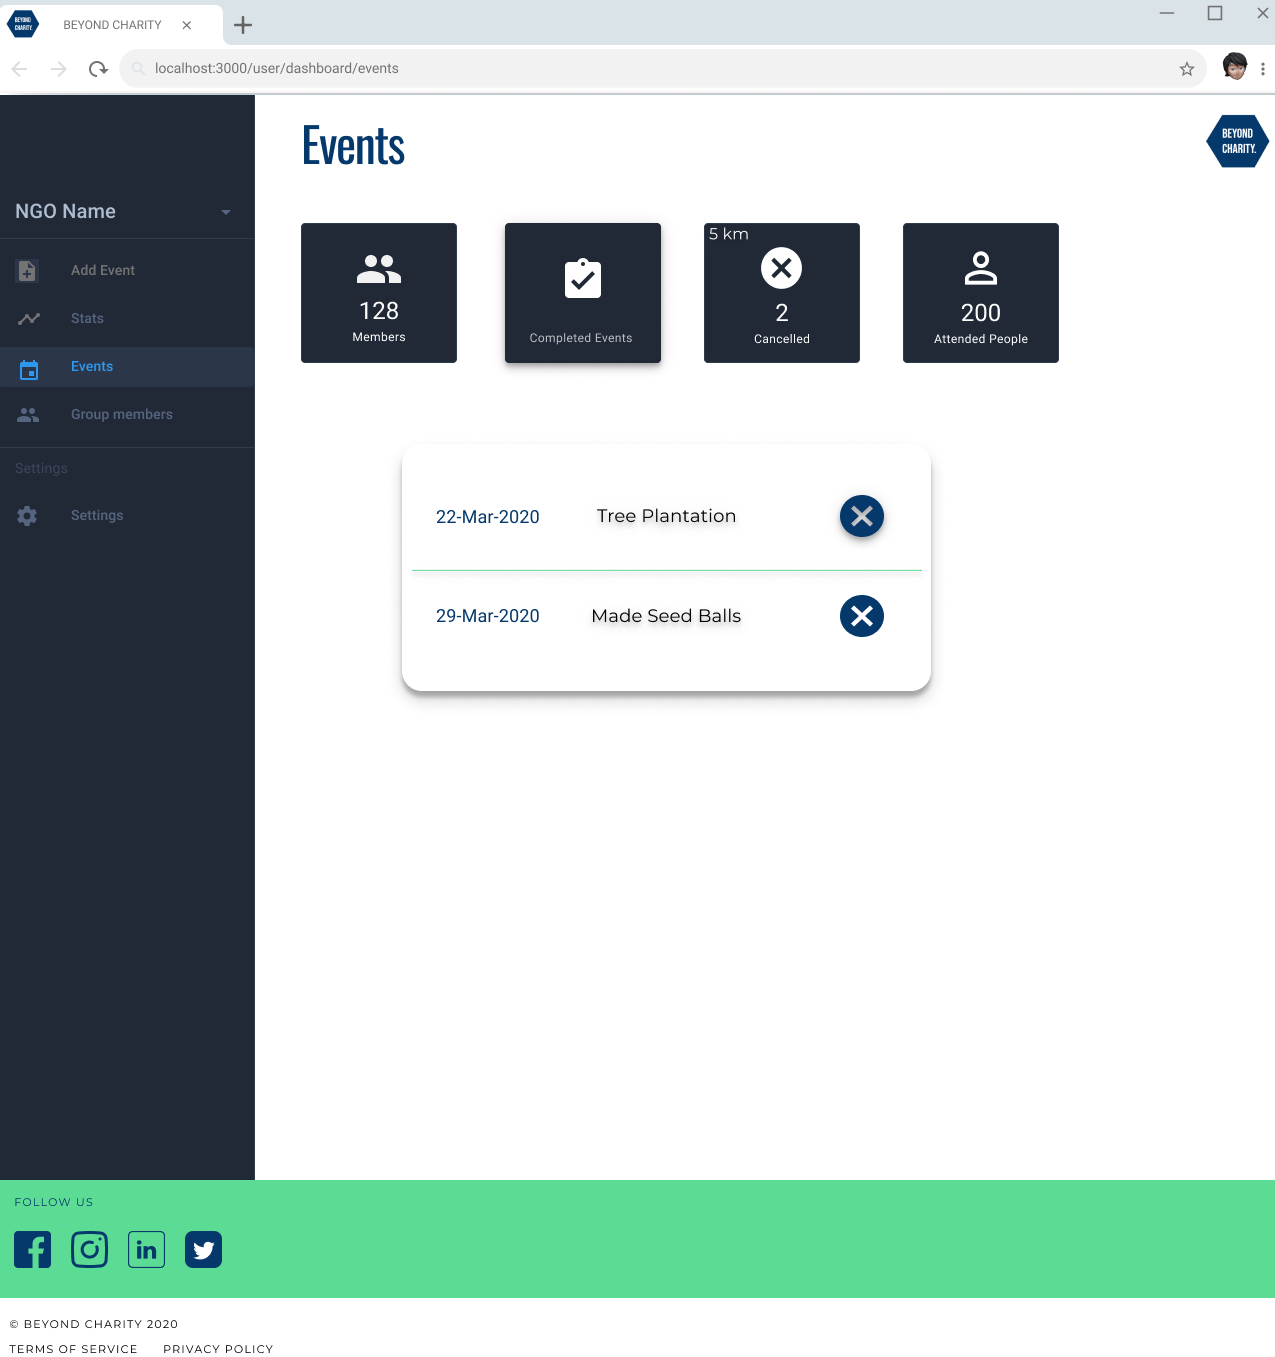 BEYOND
CHARITY.
BEYOND CHARITY
localhost:3000/user/dashboard/events
Events
BEYOND
CHARITY.
NGO Name
Add Event
Stats
Events
Group members
Settings
Settings
128
Members
Completed Events
5 km
2
Cancelled
200
Attended People
22-Mar-2020 Tree Plantation
29-Mar-2020 Made Seed Balls
FOLLOW US
© BEYOND CHARITY 2020
TERMS OF SERVICE PRIVACY POLICY